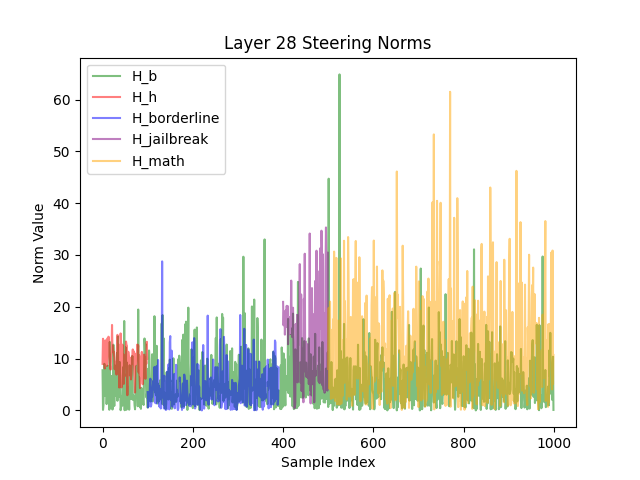 Layer 28 Steering Norms
H_b
H_h
H_borderline
H_jailbreak
H_math
Norm Value
60
50
40
30
20
10
0
0 200 400 600 800 1000
Sample Index